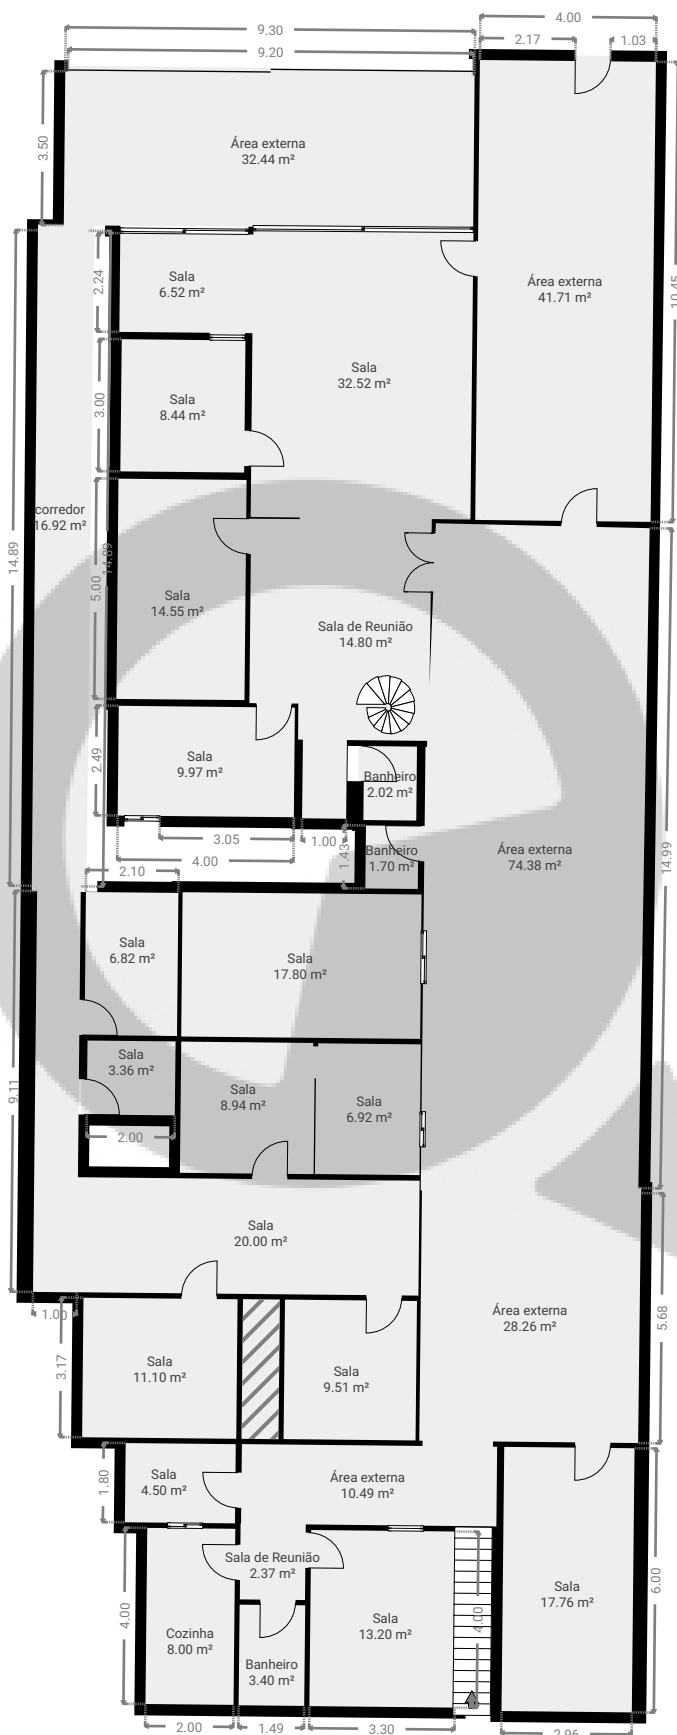 4.00
9.30
2.17
1.03
9.20
3.50
Área externa
32.44 m²
2.24
Sala
6.52 m²
Área externa
41.71 m²
10.45
Sala
32.52 m²
3.00
Sala
8.44 m²
corredor
16.92 m²
14.89
14.89
5.00
Sala
14.55 m²
Sala de Reunião
14.80 m²
2.49
Sala
9.97 m²
Banheiro
2.02 m²
3.05
1.00
1.43
4.00
2.10
Banheiro
1.70 m²
Área externa
74.38 m²
14.99
Sala
6.82 m²
Sala
17.80 m²
Sala
3.36 m²
9.11
Sala
8.94 m²
Sala
6.92 m²
2.00
Sala
20.00 m²
1.00
Área externa
28.26 m²
5.68
3.17
Sala
11.10 m²
Sala
9.51 m²
1.80
Sala
4.50 m²
Área externa
10.49 m²
Sala de Reunião
2.37 m²
4.00
Cozinha
8.00 m²
Banheiro
3.40 m²
Sala
13.20 m²
4.00
Sala
17.76 m²
6.00
2.00
1.49
3.30
2.96